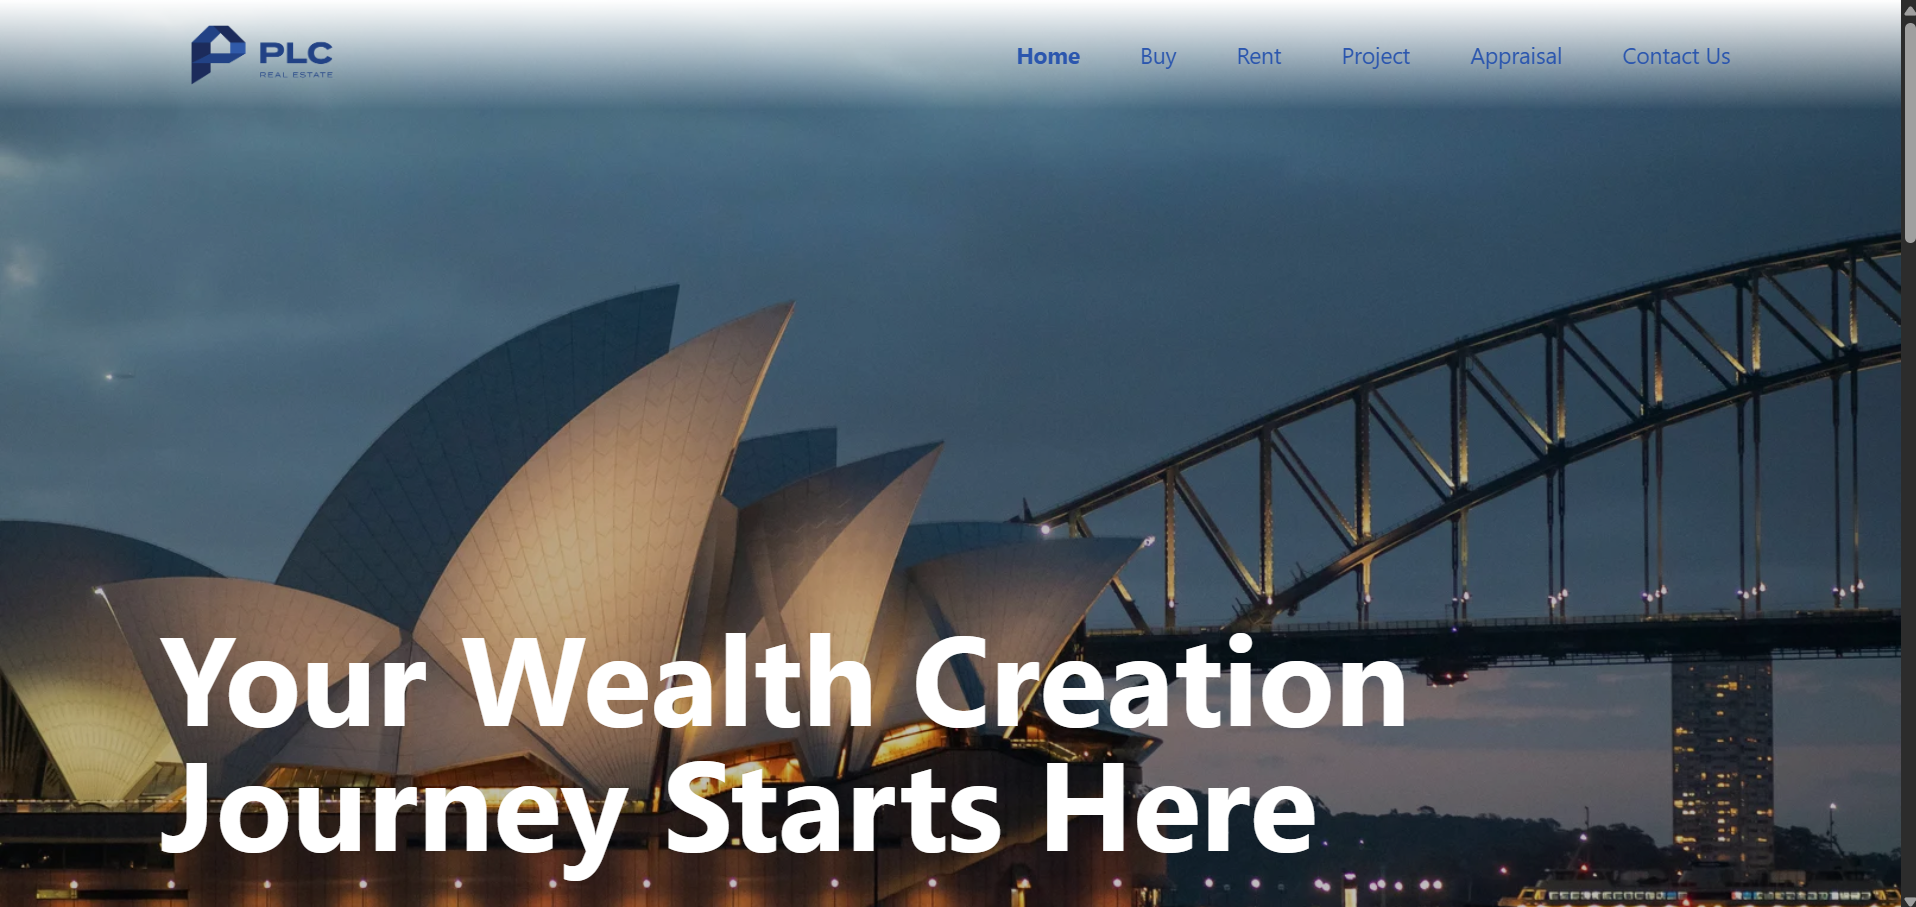 PLC
REAL ESTATE
Home Buy Rent Project Appraisal Contact Us
Your Wealth Creation
Journey Starts Here